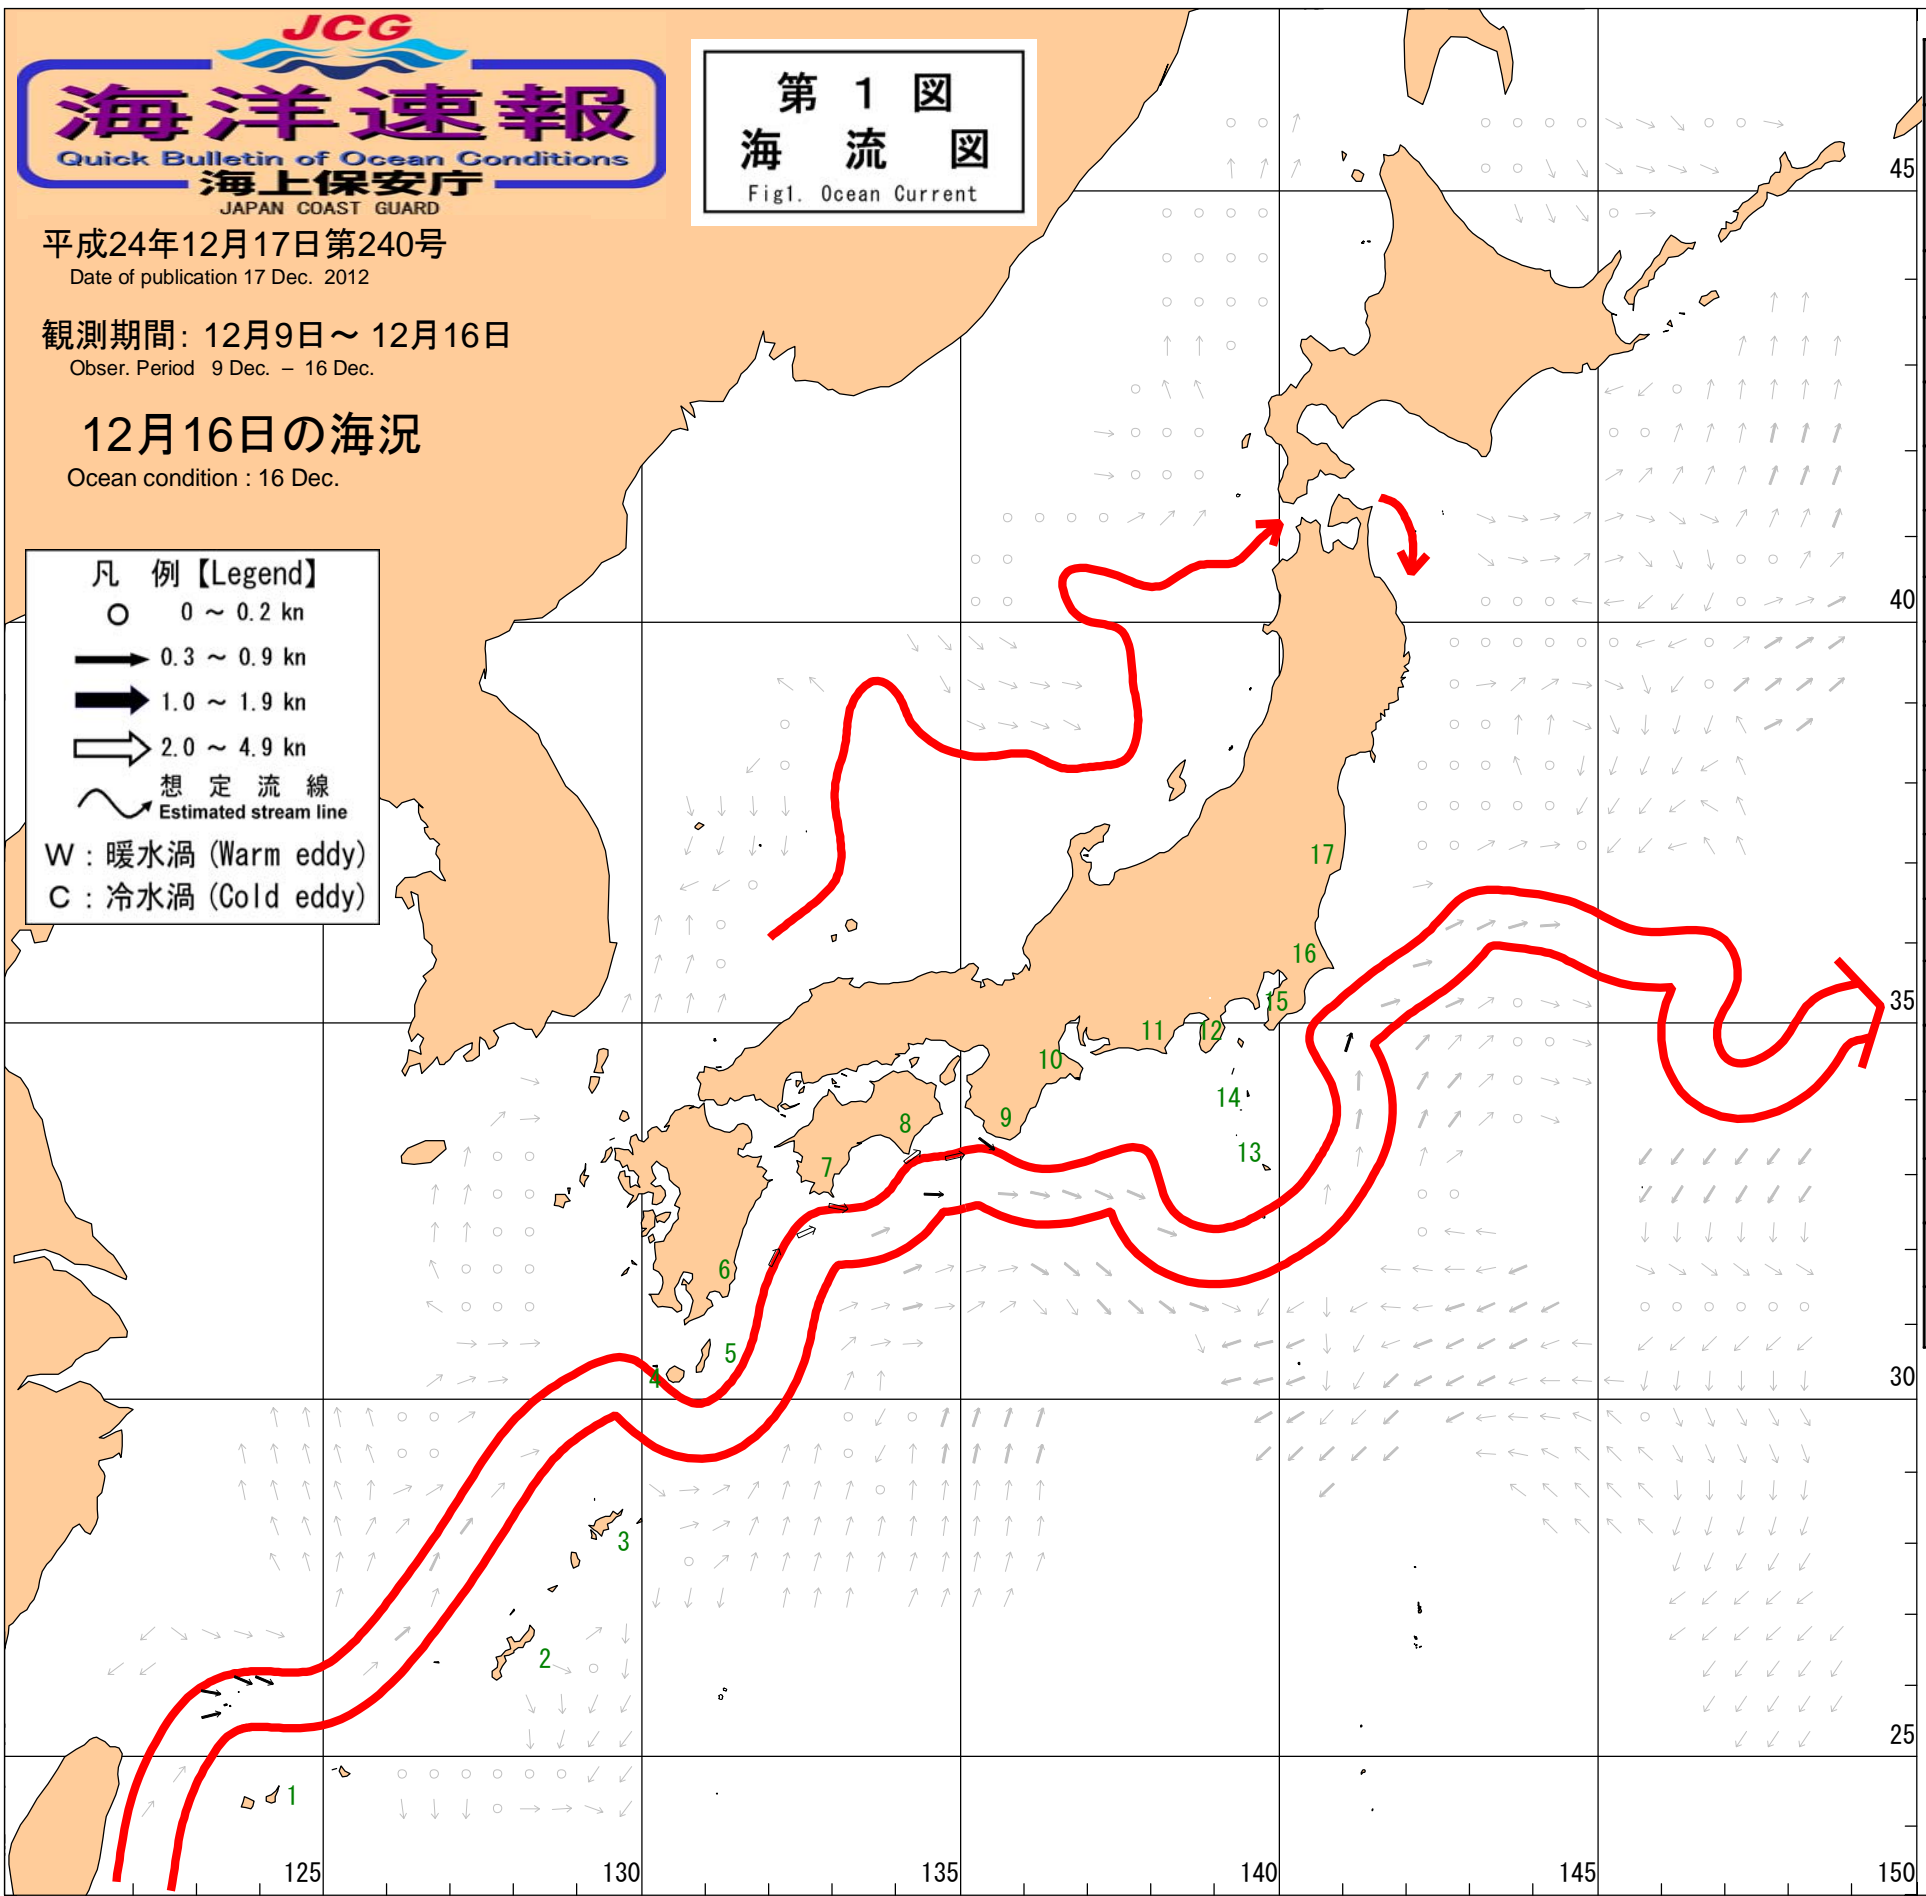 JCG
海洋速報
Quick Bulletin of Ocean Conditions
海上保安庁
JAPAN COAST GUARD
第 1 図
海 流 図
Fig1. Ocean Current
平成24年12月17日第240号
Date of publication 17 Dec. 2012
観測期間: 12月9日～ 12月16日
Obser. Period 9 Dec. – 16 Dec.
12月16日の海況
Ocean condition : 16 Dec.
凡 例【Legend】
0 ～ 0.2 kn
0.3 ～ 0.9 kn
1.0 ～ 1.9 kn
2.0 ～ 4.9 kn
想 定 流 線
Estimated stream line
W : 暖水渦 (Warm eddy)
C : 冷水渦 (Cold eddy)
45
40
35
30
25
17
16
15
12
11
10
14
9
8
13
7
6
5
4
3
2
1
125
130
135
140
145
150